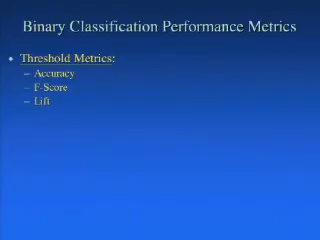 Binary Classification Performance Metrics
• Threshold Metrics:
– Accuracy
– F-Score
– Lift